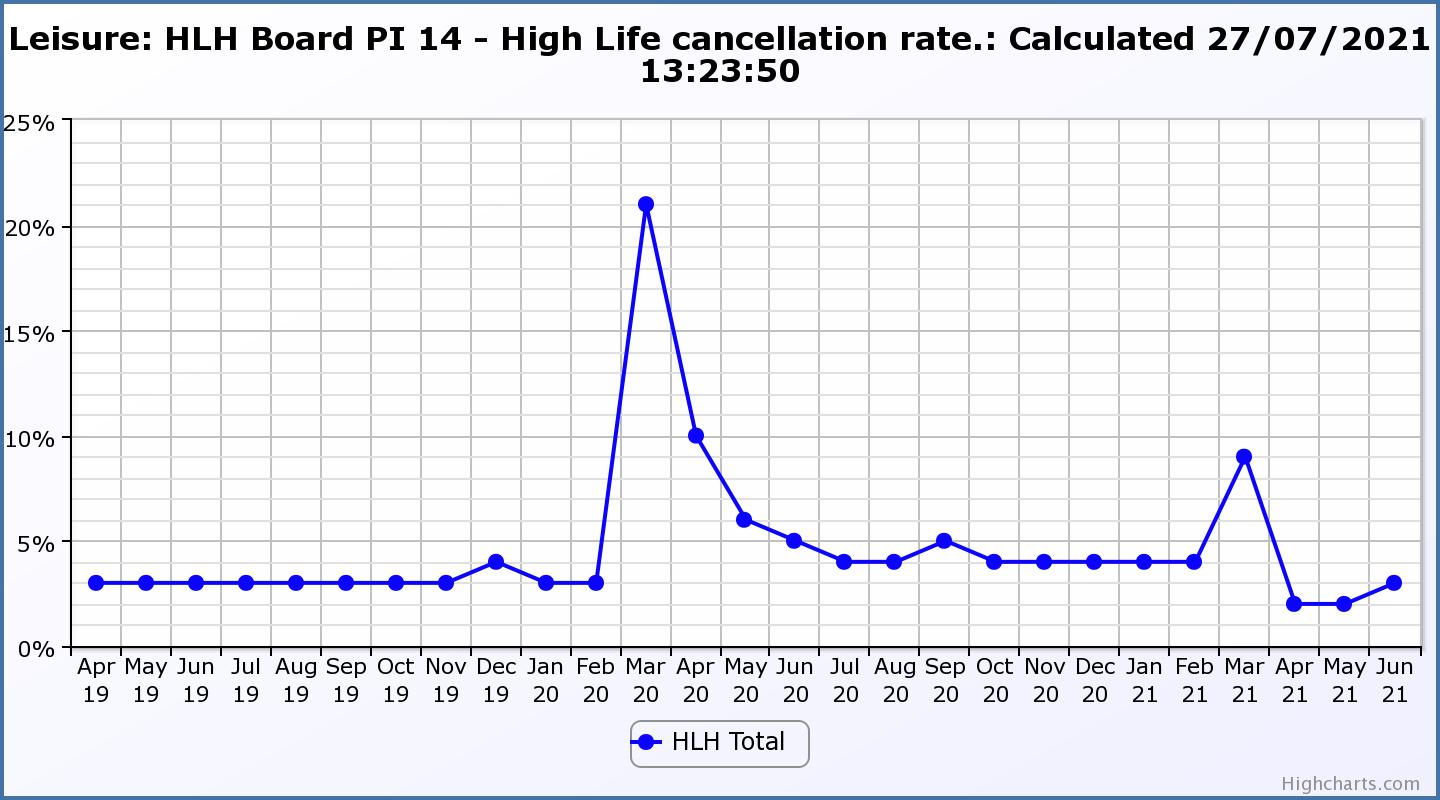 Leisure: HLH Board PI 14 - High Life cancellation rate.: Calculated 27/07/2021
13:23:50
25%
20%
15%
10%
5%
0%
Apr May Jun Jul Aug Sep Oct Nov Dec Jan Feb Mar Apr May Jun Jul Aug Sep Oct Nov Dec Jan Feb Mar Apr May Jun
19 19 19 19 19 19 19 19 19 20 20 20 20 20 20 20 20 20 20 20 20 21 21 21 21 21 21
HLH Total
Highcharts.com